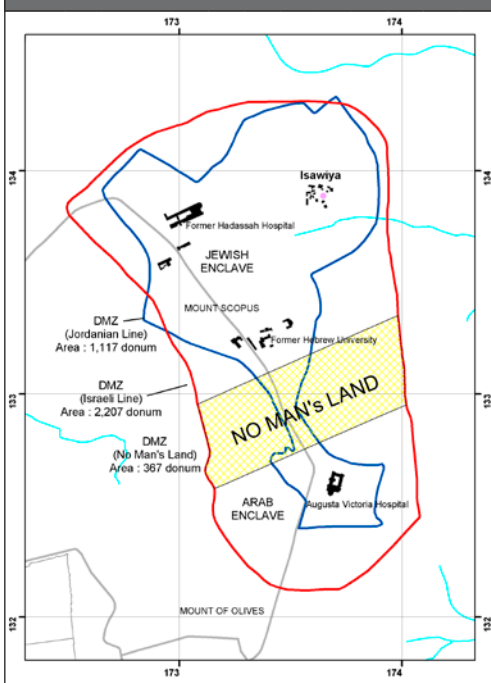 173
174
134
134
Isawiya
Former Hadassah Hospital
JEWISH
ENCLAVE
MOUNT SCOPUS
DMZ
(Jordanian Line)
Area : 1,117 donum
Former Hebrew University
DMZ
(Israeli Line)
Area : 2,207 donum
133
133
NO MAN's LAND
DMZ
(No Man's Land)
Area : 367 donum
ARAB
ENCLAVE
Augusta Victoria Hospital
MOUNT OF OLIVES
132
132
173
174